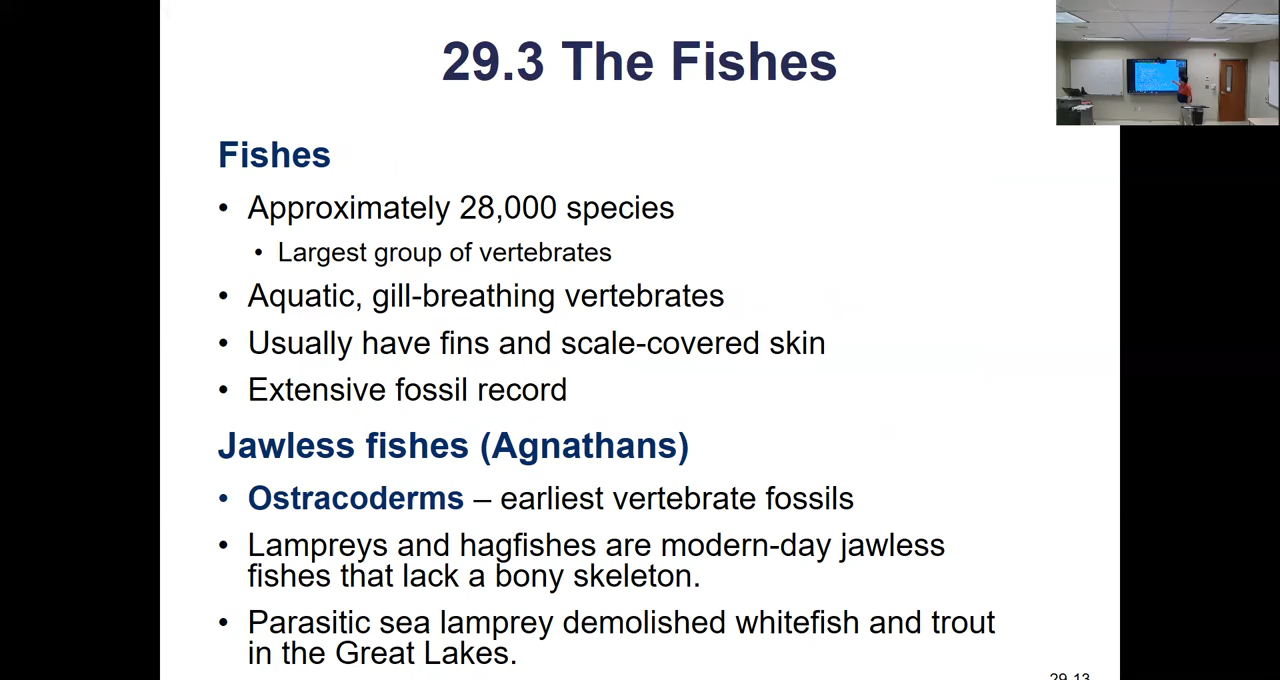 29.3 The Fishes
Fishes
• Approximately 28,000 species
• Largest group of vertebrates
• Aquatic, gill-breathing vertebrates
• Usually have fins and scale-covered skin
• Extensive fossil record
Jawless fishes (Agnathans)
• Ostracoderms – earliest vertebrate fossils
• Lampreys and hagfishes are modern-day jawless
fishes that lack a bony skeleton.
• Parasitic sea lamprey demolished whitefish and trout
in the Great Lakes.
29.13